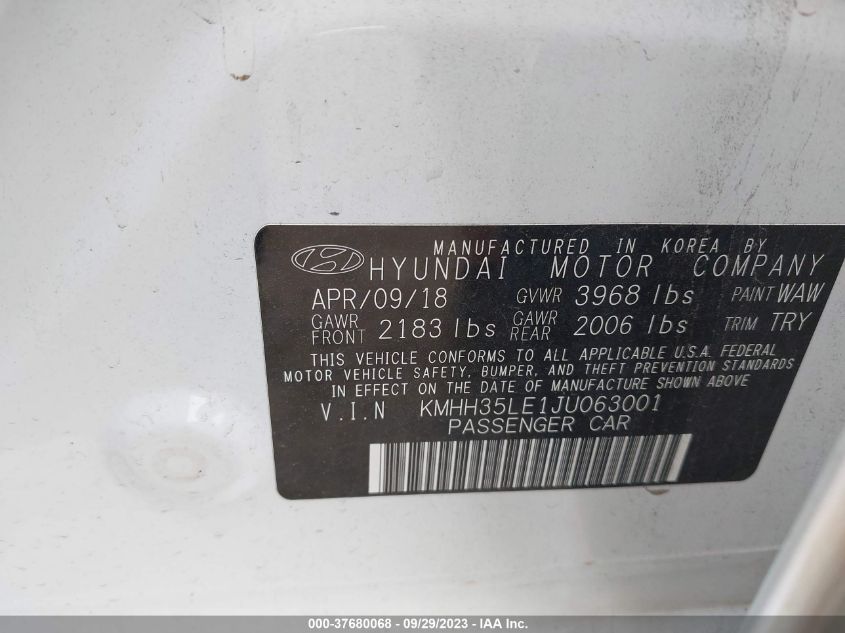 MANUFACTURED IN KOREA BY
HYUNDAI MOTOR COMPANY
APR/09/18 GVWR 3968 lbs PAINT WAW
GAWR FRONT 2183 lbs GAWR REAR 2006 lbs TRIM TRY
THIS VEHICLE CONFORMS TO ALL APPLICABLE U.S.A. FEDERAL
MOTOR VEHICLE SAFETY, BUMPER, AND THEFT PREVENTION STANDARDS
IN EFFECT ON THE DATE OF MANUFACTURE SHOWN ABOVE
V.I.N KMHH35LE1JU063001
PASSENGER CAR
000-37680068 - 09/29/2023 - IAA Inc.